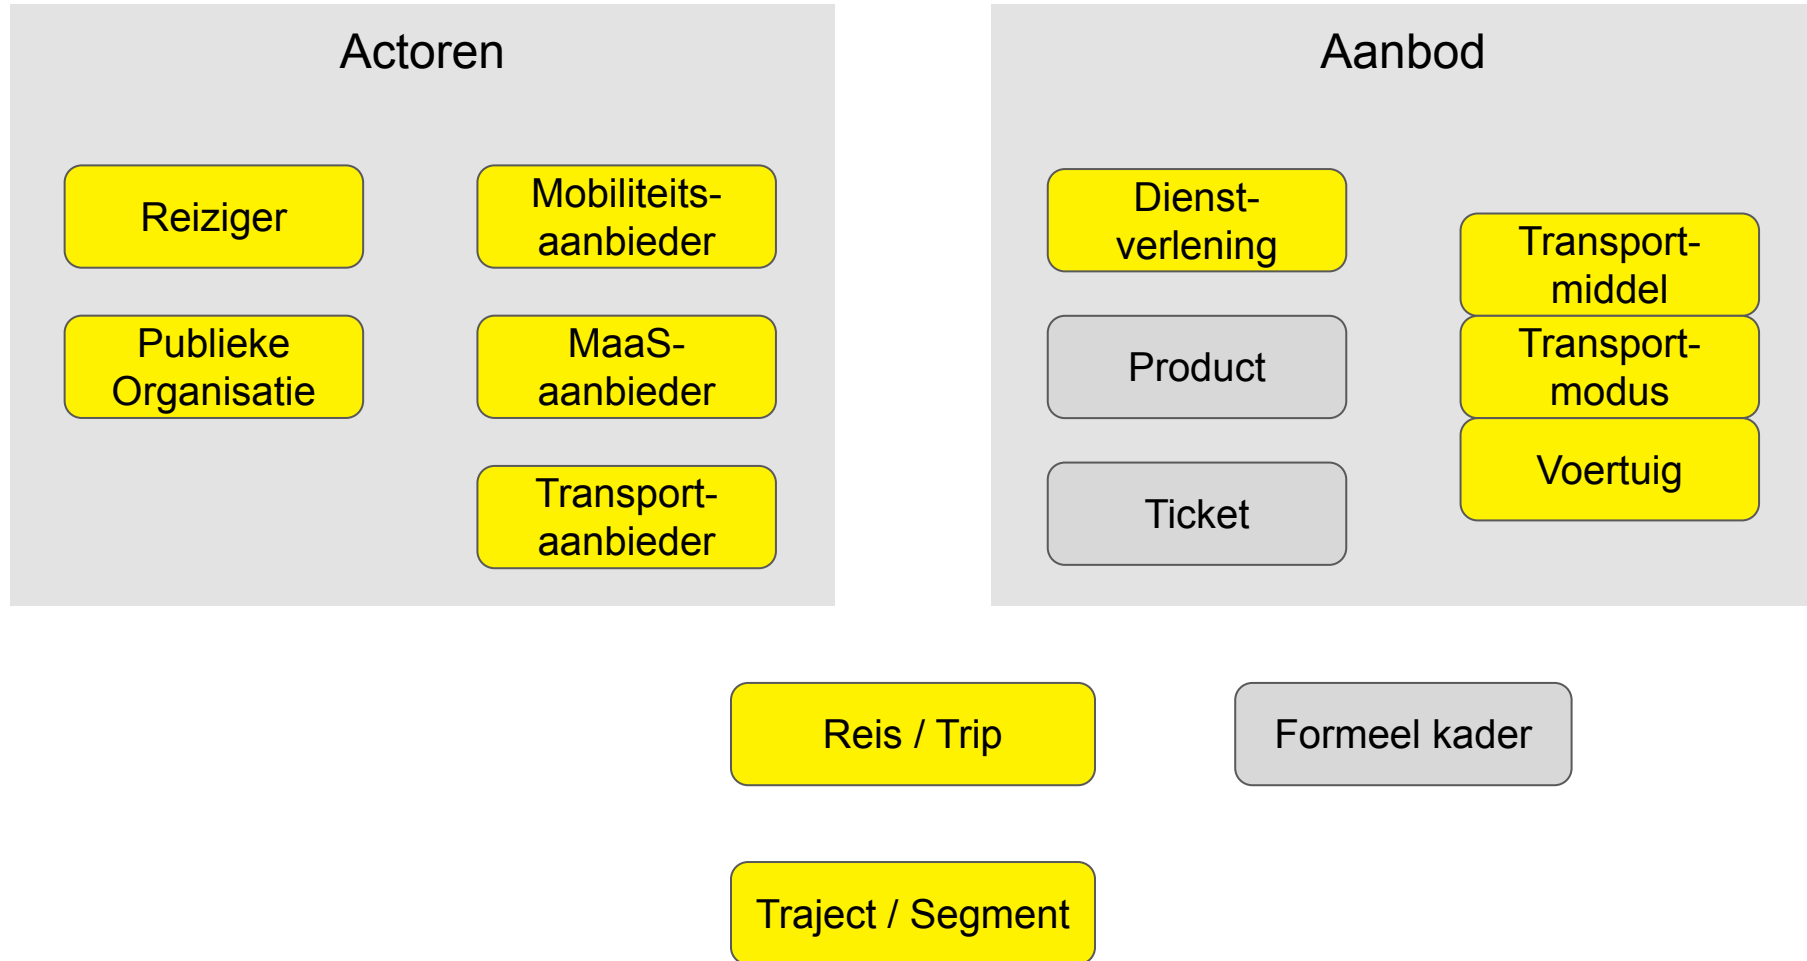 Actoren
Reiziger
Mobiliteits-
aanbieder
Publieke
Organisatie
MaaS-
aanbieder
Transport-
aanbieder
Aanbod
Dienst-
verlening
Product
Ticket
Transport-
middel
Transport-
modus
Voertuig
Reis / Trip
Formeel kader
Traject / Segment